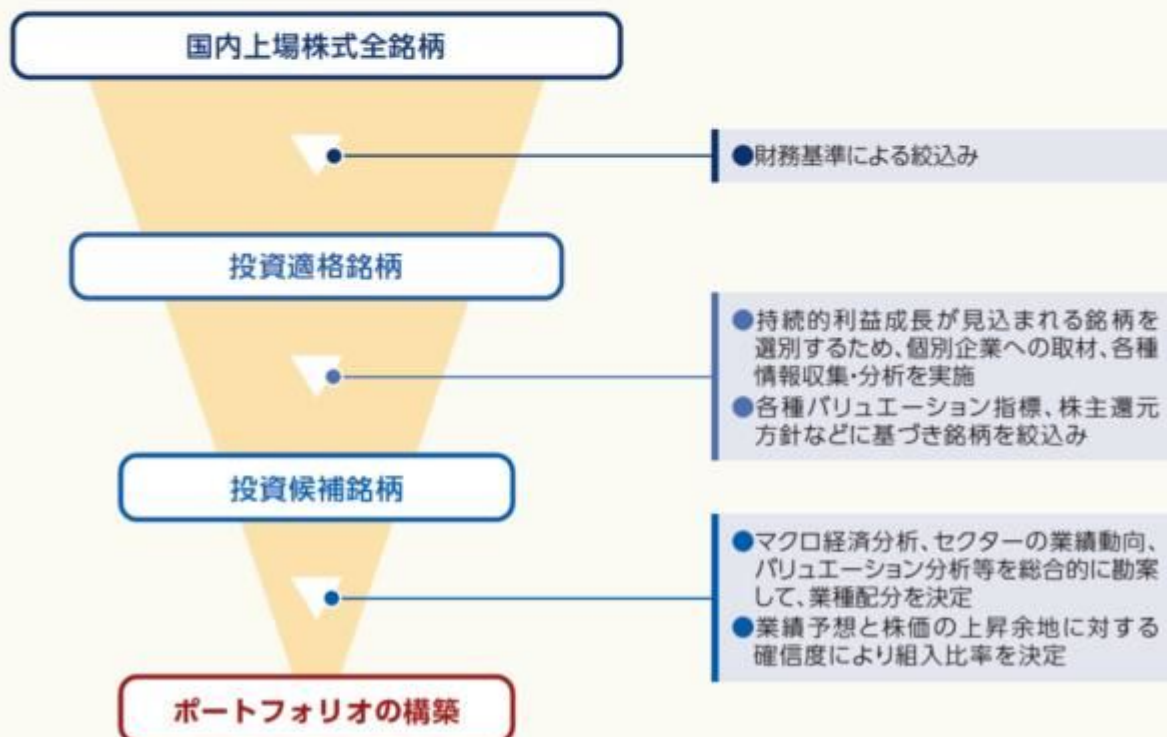 国内上場株式全銘柄
●財務基準による絞込み
投資適格銘柄
●持続的利益成長が見込まれる銘柄を
選別するため、個別企業への取材、各種
情報収集・分析を実施
●各種バリュエーション指標、株主還元
方針などに基づき銘柄を絞込み
投資候補銘柄
●マクロ経済分析、セクターの業績動向、
バリュエーション分析等を総合的に勘案
して、業種配分を決定
●業績予想と株価の上昇余地に対する
確信度により組入比率を決定
ポートフォリオの構築